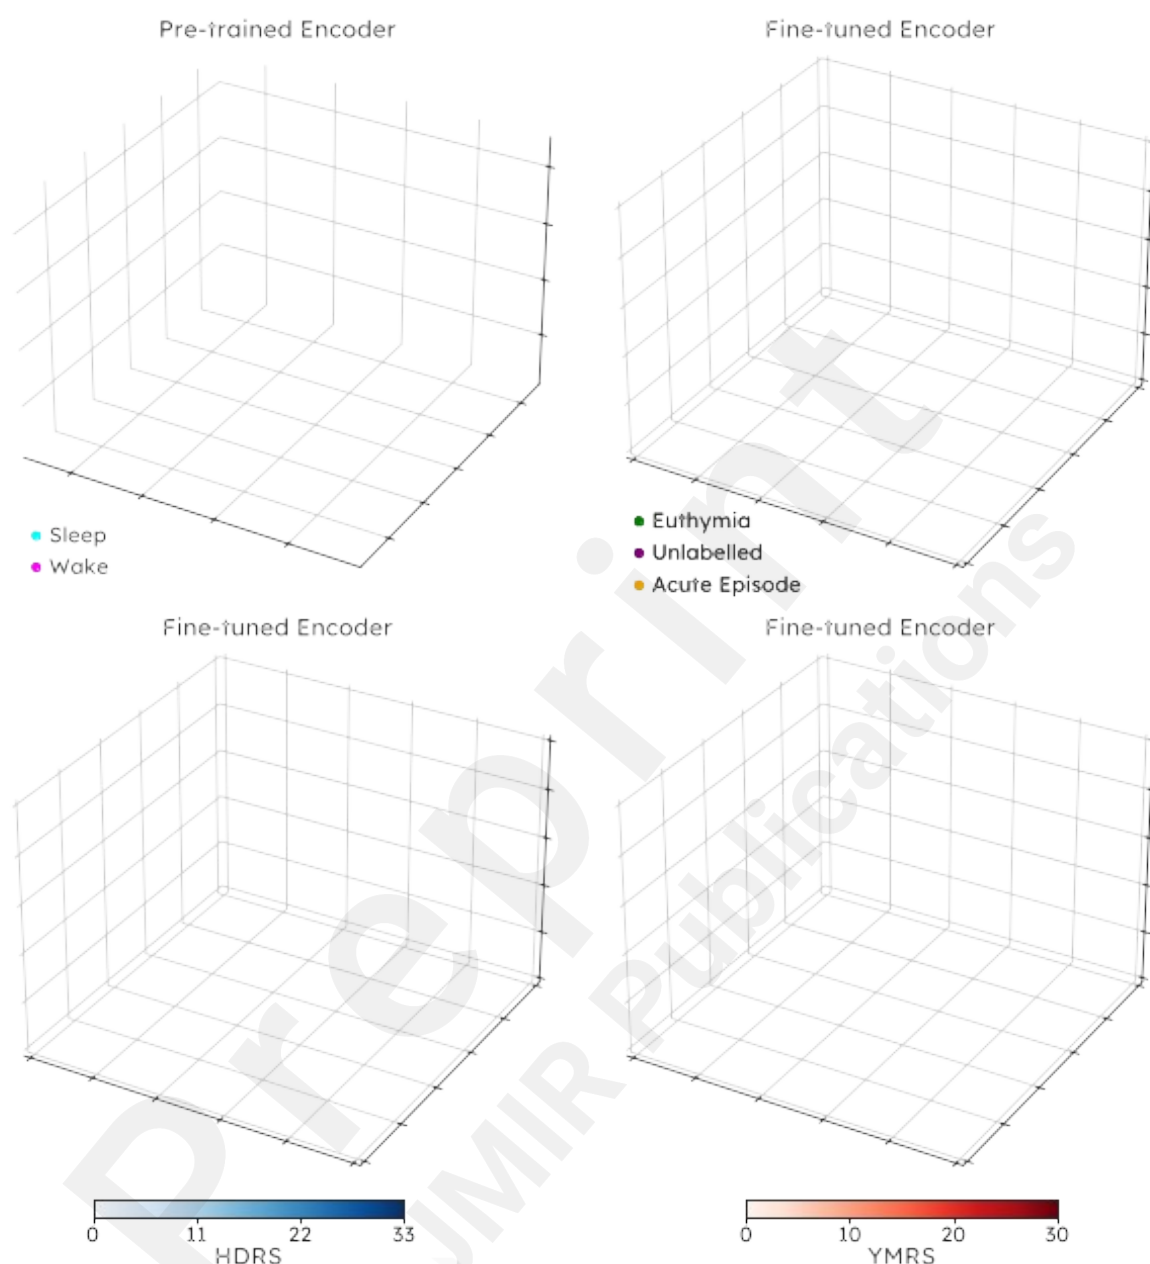 Pre-trained Encoder
Fine-tuned Encoder
Sleep
Wake
Euthymia
Unlabelled
Acute Episode
Fine-tuned Encoder
Fine-tuned Encoder
0 11 22 33
HDRS
0 10 20 30
YMRS
Preprint
JMIR Publications